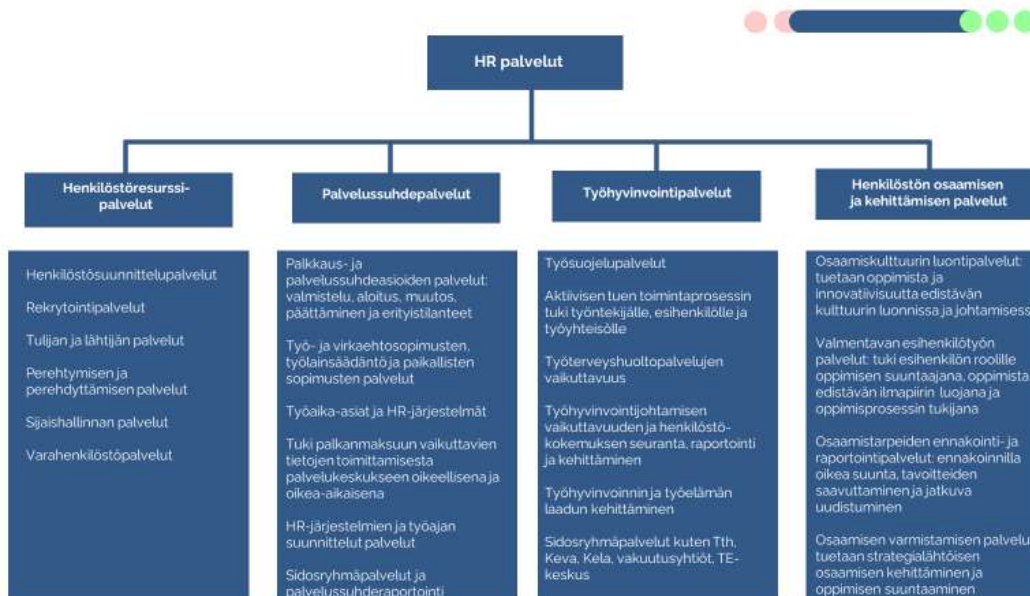 HR palvelut
Henkilöstöresurssi-
palvelut
Henkilöstösuunnittelupalvelut
Rekrytointipalvelut
Tulijan ja lähtijän palvelut
Perehtymisen ja
perehdyttämisen palvelut
Sijaishallinnan palvelut
Varahenkilöstöpalvelut
Palvelussuhdepalvelut
Palkkaus- ja
palvelussuhdeasioiden palvelut:
valmistelu, aloitus, muutos,
päättäminen ja erityistilanteet
Työ- ja virkaehtosopimusten,
työlainsäädäntö ja paikallisten
sopimusten palvelut
Työaika-asiat ja HR-järjestelmät
Tuki palkanmaksuun vaikuttavien
tietojen toimittamisesta
palvelukeskukseen oikeellisena ja
oikea-aikaisena
HR-järjestelmien ja työajan
suunnittelut palvelut
Sidosryhmäpalvelut ja
palvelussuhderaportointi
Työhyvinvointipalvelut
Työsuojelupalvelut
Aktiivisen tuen toimintaprosessin
tuki työntekijälle, esihenkilölle ja
työyhteisölle
Työterveyshuoltopalvelujen
vaikuttavuus
Työhyvinvointijohtamisen
vaikuttavuuden ja henkilöstö-
kokemuksen seuranta, raportointi
ja kehittäminen
Työhyvinvoinnin ja työelämän
laadun kehittäminen
Sidosryhmäpalvelut kuten Tth,
Keva, Kela, vakuutusyhtiöt, TE-
keskus
Henkilöstön osaamisen
ja kehittämisen palvelut
Osaamiskulttuurin luontipalvelut:
tuetaan oppimista ja
innovatiivisuutta edistävän
kulttuurin luonnissa ja johtamisess
Valmentavan esihenkilötyön
palvelut: tuki esihenkilön roolille
oppimisen suuntaajana, oppimista
edistävän ilmapiirin luojana ja
oppimisprosessin tukijana
Osaamistarpeiden ennakointi- ja
raportointipalvelut: ennakoinnilla
oikea suunta, tavoitteiden
saavuttaminen ja jatkuva
uudistuminen
Osaamisen varmistamisen palvelu
tuetaan strategialähtöisen
osaamisen kehittäminen ja
oppimisen suuntaaminen